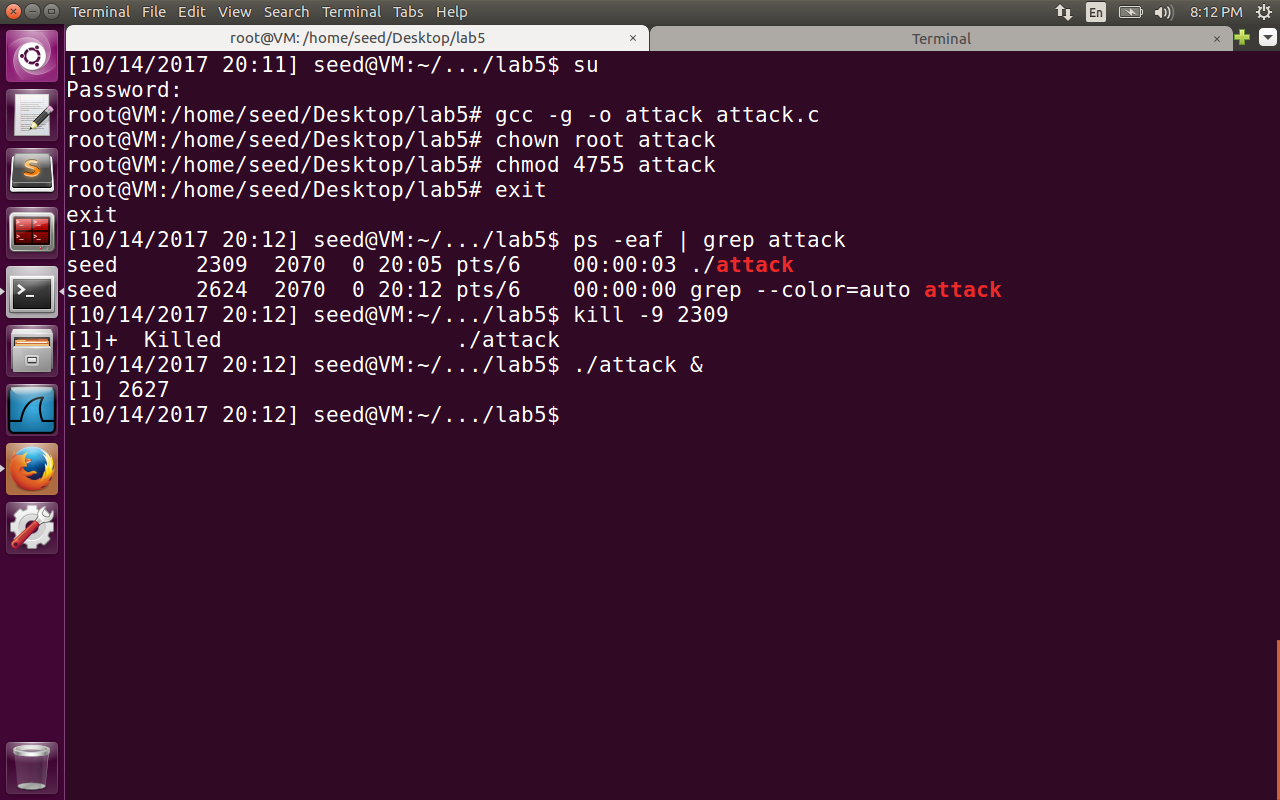 Terminal File Edit View Search Terminal Tabs Help En 8:12 PM
root@VM: /home/seed/Desktop/lab5 × Terminal ×
[10/14/2017 20:11] seed@VM:~/.../lab5$ su
Password:
root@VM:/home/seed/Desktop/lab5# gcc -g -o attack attack.c
root@VM:/home/seed/Desktop/lab5# chown root attack
root@VM:/home/seed/Desktop/lab5# chmod 4755 attack
root@VM:/home/seed/Desktop/lab5# exit
exit
[10/14/2017 20:12] seed@VM:~/.../lab5$ ps -eaf | grep attack
seed      2309  2070  0 20:05 pts/6    00:00:03 ./attack
seed      2624  2070  0 20:12 pts/6    00:00:00 grep --color=auto attack
[10/14/2017 20:12] seed@VM:~/.../lab5$ kill -9 2309
[1]+  Killed                  ./attack
[10/14/2017 20:12] seed@VM:~/.../lab5$ ./attack &
[1] 2627
[10/14/2017 20:12] seed@VM:~/.../lab5$